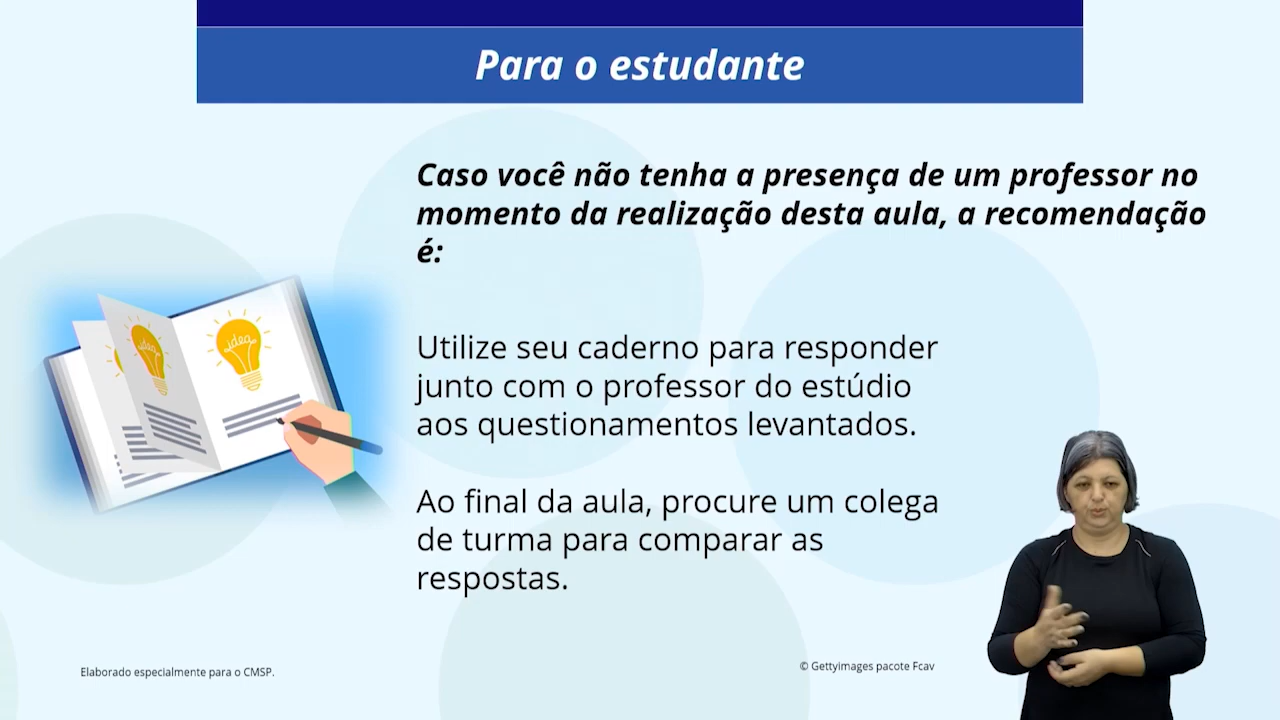 Para o estudante
Caso você não tenha a presença de um professor no
momento da realização desta aula, a recomendação
é:
Utilize seu caderno para responder
junto com o professor do estúdio
aos questionamentos levantados.
Ao final da aula, procure um colega
de turma para comparar as
respostas.
idea
idea
Elaborado especialmente para o CMSP.
© Gettyimages pacote Fcav